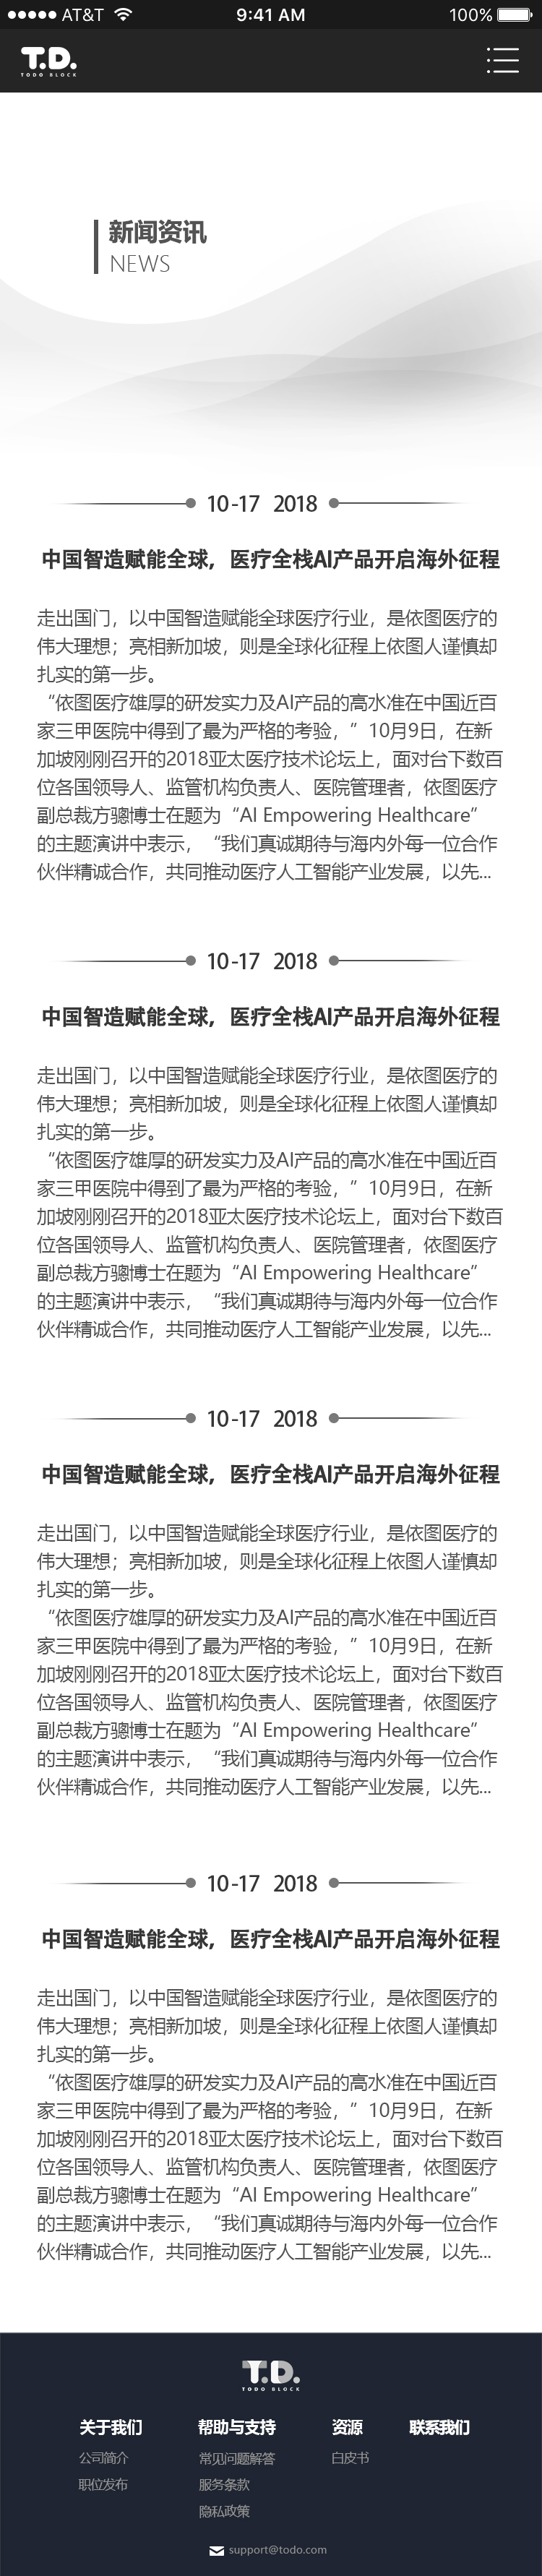 AT&T 9:41 AM 100%
T.D.
TODO BLOCK
新闻资讯
NEWS
10-17 2018
中国智造赋能全球，医疗全栈AI产品开启海外征程
走出国门，以中国智造赋能全球医疗行业，是依图医疗的
伟大理想；亮相新加坡，则是全球化征程上依图人谨慎却
扎实的第一步。
“依图医疗雄厚的研发实力及AI产品的高水准在中国近百
家三甲医院中得到了最为严格的考验，”10月9日，在新
加坡刚刚召开的2018亚太医疗技术论坛上，面对台下数百
位各国领导人、监管机构负责人、医院管理者，依图医疗
副总裁方骢博士在题为“AI Empowering Healthcare”
的主题演讲中表示，“我们真诚期待与海内外每一位合作
伙伴精诚合作，共同推动医疗人工智能产业发展，以先...
10-17 2018
中国智造赋能全球，医疗全栈AI产品开启海外征程
走出国门，以中国智造赋能全球医疗行业，是依图医疗的
伟大理想；亮相新加坡，则是全球化征程上依图人谨慎却
扎实的第一步。
“依图医疗雄厚的研发实力及AI产品的高水准在中国近百
家三甲医院中得到了最为严格的考验，”10月9日，在新
加坡刚刚召开的2018亚太医疗技术论坛上，面对台下数百
位各国领导人、监管机构负责人、医院管理者，依图医疗
副总裁方骢博士在题为“AI Empowering Healthcare”
的主题演讲中表示，“我们真诚期待与海内外每一位合作
伙伴精诚合作，共同推动医疗人工智能产业发展，以先...
10-17 2018
中国智造赋能全球，医疗全栈AI产品开启海外征程
走出国门，以中国智造赋能全球医疗行业，是依图医疗的
伟大理想；亮相新加坡，则是全球化征程上依图人谨慎却
扎实的第一步。
“依图医疗雄厚的研发实力及AI产品的高水准在中国近百
家三甲医院中得到了最为严格的考验，”10月9日，在新
加坡刚刚召开的2018亚太医疗技术论坛上，面对台下数百
位各国领导人、监管机构负责人、医院管理者，依图医疗
副总裁方骢博士在题为“AI Empowering Healthcare”
的主题演讲中表示，“我们真诚期待与海内外每一位合作
伙伴精诚合作，共同推动医疗人工智能产业发展，以先...
10-17 2018
中国智造赋能全球，医疗全栈AI产品开启海外征程
走出国门，以中国智造赋能全球医疗行业，是依图医疗的
伟大理想；亮相新加坡，则是全球化征程上依图人谨慎却
扎实的第一步。
“依图医疗雄厚的研发实力及AI产品的高水准在中国近百
家三甲医院中得到了最为严格的考验，”10月9日，在新
加坡刚刚召开的2018亚太医疗技术论坛上，面对台下数百
位各国领导人、监管机构负责人、医院管理者，依图医疗
副总裁方骢博士在题为“AI Empowering Healthcare”
的主题演讲中表示，“我们真诚期待与海内外每一位合作
伙伴精诚合作，共同推动医疗人工智能产业发展，以先...
T.D.
TODO BLOCK
关于我们 帮助与支持 资源 联系我们
公司简介 常见问题解答 白皮书
职位发布 服务条款
隐私政策
support@todo.com